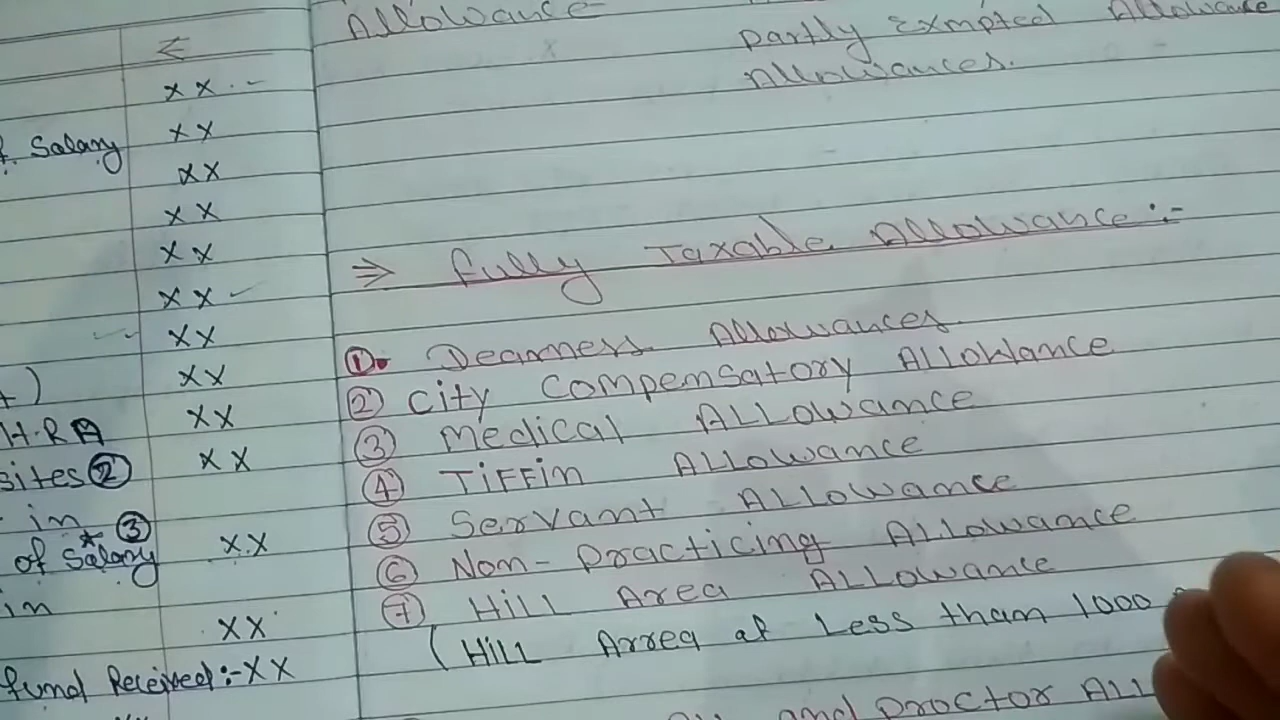 ₹
XX
f. Salary XX
XX
XX
XX
XX
XX
XX
XX
H.R.A
XX
sites ②
in * ③
of Salary XX
in
XX
fund Received :- XX
Allowance
Partly Exmpted Allowance
Allowances.
⇒ Fully Taxable Allowance :-
① Dearness Allowances
② City Compensatory Allowance
③ Medical Allowance
④ Tiffin Allowance
⑤ Servant Allowance
⑥ Non-Practicing Allowance
⑦ Hill Area Allowance
(Hill Arrea at Less than 1000
and Proctor All